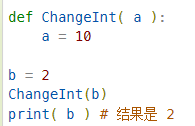 def ChangeInt( a ):
    a = 10
b = 2
ChangeInt(b)
print( b ) # 结果是 2